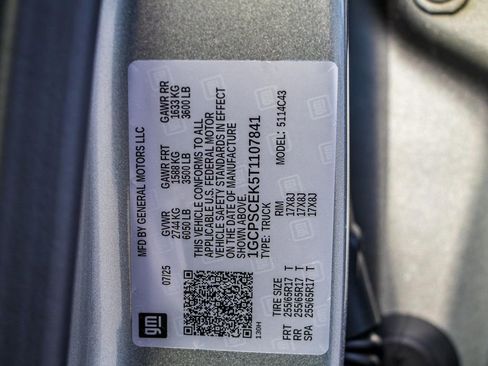 MFD BY GENERAL MOTORS LLC
07/25
GVWR GAWR FRT GAWR RR
2744 KG 1588 KG 1633 KG
6050 LB 3500 LB 3600 LB
THIS VEHICLE CONFORMS TO ALL
APPLICABLE U.S. FEDERAL MOTOR
VEHICLE SAFETY STANDARDS IN EFFECT
ON THE DATE OF MANUFACTURE
SHOWN ABOVE.
1GCPSCEK5T1107841
TYPE: TRUCK MODEL: 5114C43
TIRE SIZE RIM
FRT 255/65R17 T 17X8J
RR 255/65R17 T 17X8J
SPA 255/65R17 T 17X8J
gm
130H